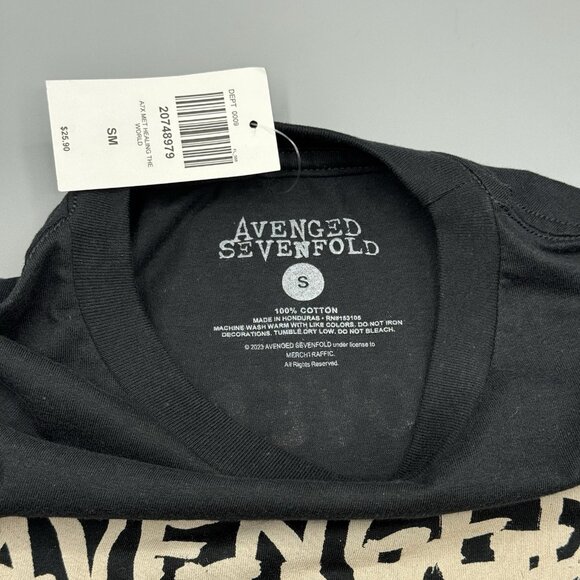 DEPT 0009
20748979
A7X MET HEALING THE
WORLD
SM
$25.90
AVENGED
SEVENFOLD
S
100% COTTON
MADE IN HONDURAS • RN#153106
MACHINE WASH WARM WITH LIKE COLORS. DO NOT IRON
DECORATIONS. TUMBLE DRY LOW. DO NOT BLEACH.
© 2023 AVENGED SEVENFOLD under license to
MERCHTRAFFIC.
All Rights Reserved.
AVENGED